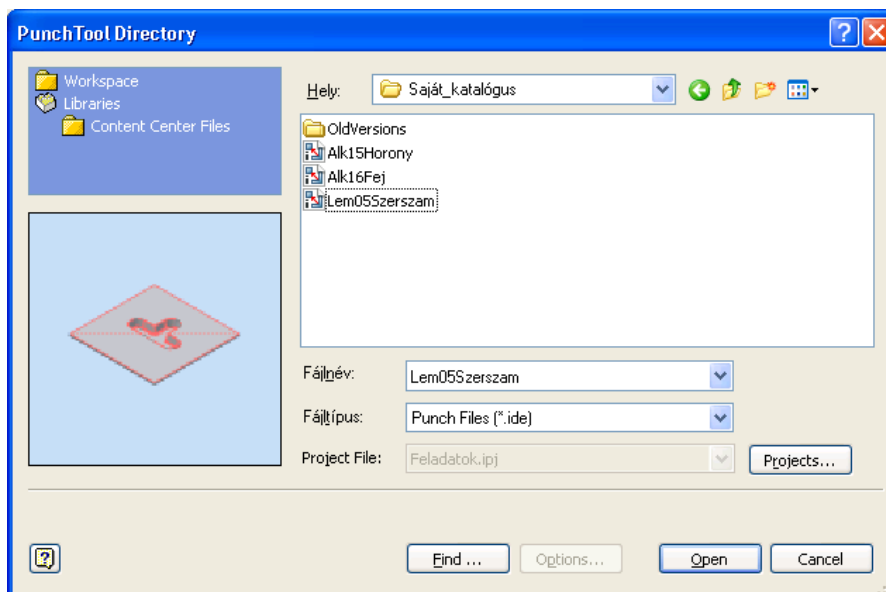 PunchTool Directory
Workspace
Libraries
Content Center Files
Hely:
Saját_katalógus
OldVersions
Alk15Horony
Alk16Fej
Lem05Szerszam
Fájlnév:
Lem05Szerszam
Fájltípus:
Punch Files (*.ide)
Project File:
Feladatok.ipj
Projects...
Find ...
Options...
Open
Cancel